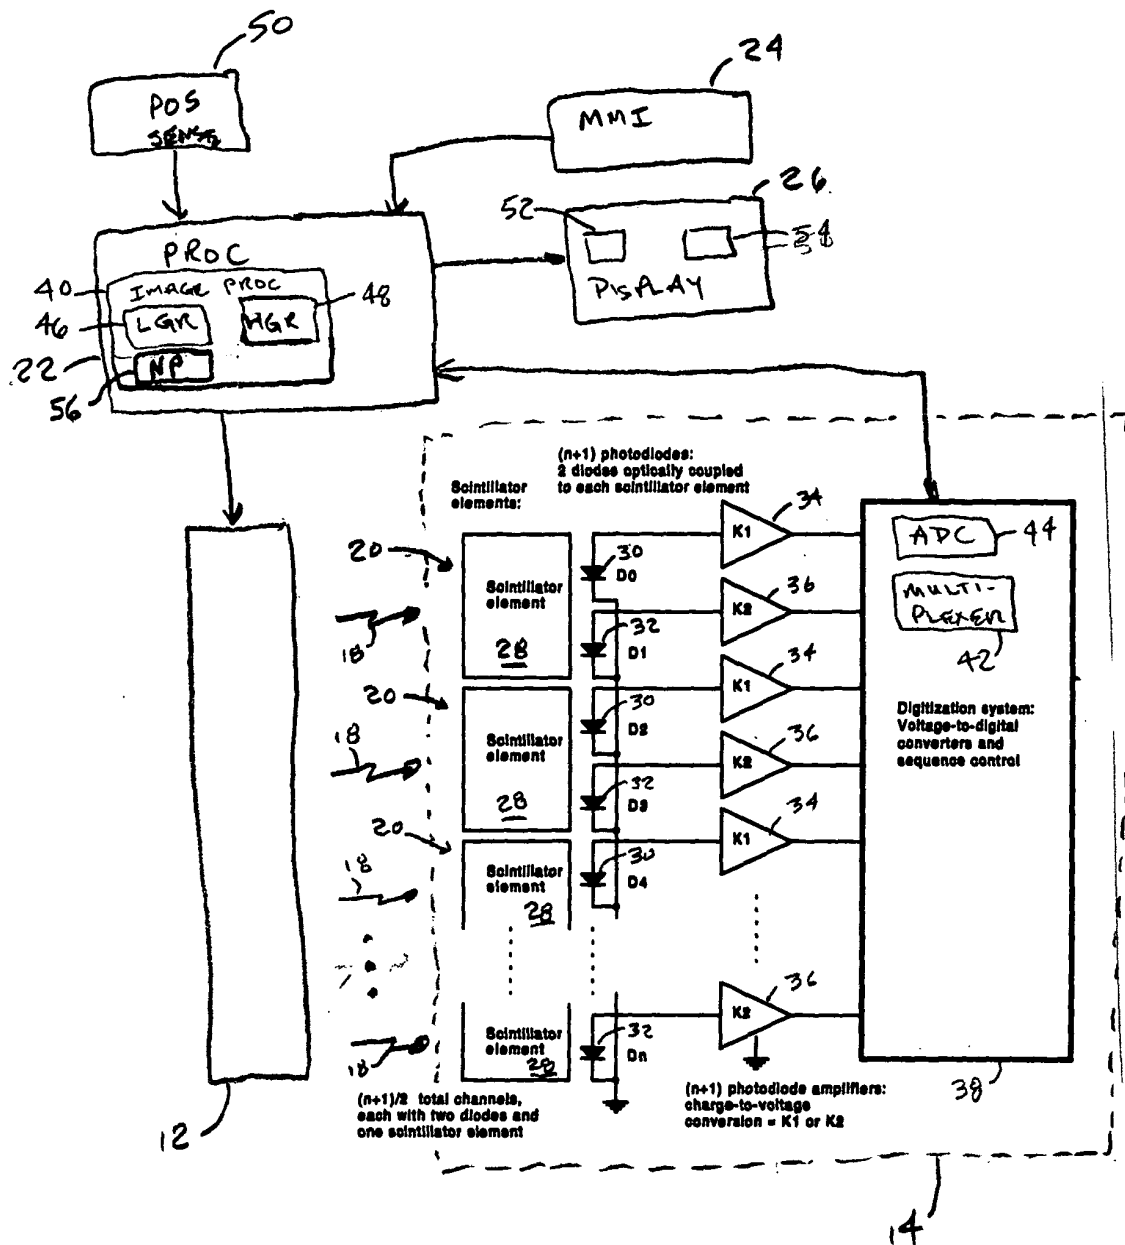 50
POS
SENSE
24
MMI
26
52
54
DISPLAY
PROC
40
IMAGE PROC
48
46
LGR
HGR
22
NP
56
(n+1) photodiodes:
2 diodes optically coupled
to each scintillator element
Scintillator
elements:
34
K1
ADC
44
20
30
D0
Scintillator
element
28
36
K2
MULTI-
PLEXER
42
18
32
D1
34
K1
20
30
D2
Scintillator
element
28
Digitization system:
Voltage-to-digital
converters and
sequence control
18
36
K2
32
D3
34
K1
20
30
D4
Scintillator
element
28
18
36
K2
32
Dn
Scintillator
element
28
18
(n+1)/2 total channels,
each with two diodes and
one scintillator element
(n+1) photodiode amplifiers:
charge-to-voltage
conversion = K1 or K2
38
12
14